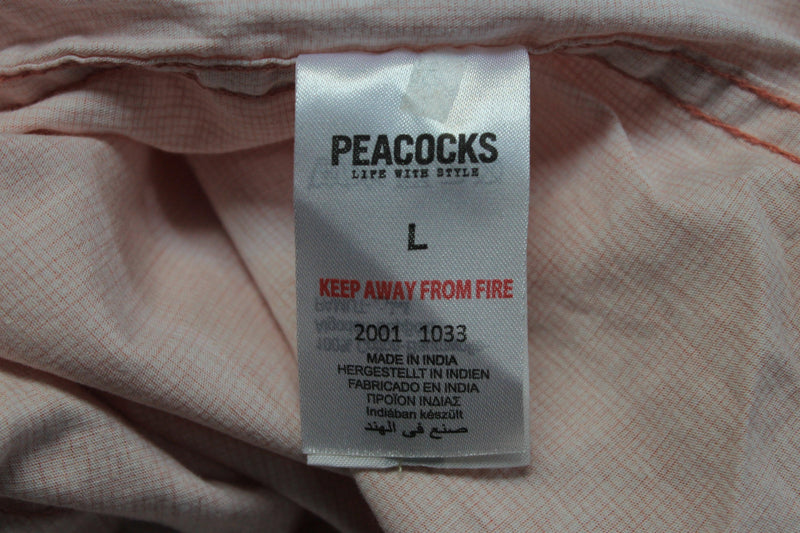 PEACOCKS
LIFE WITH STYLE
L
KEEP AWAY FROM FIRE
2001 1033
MADE IN INDIA
HERGESTELLT IN INDIEN
FABRICADO EN INDIA
ΠΡΟΪΟΝ ΙΝΔΙΑΣ
Indiában készült
صنع في الهند